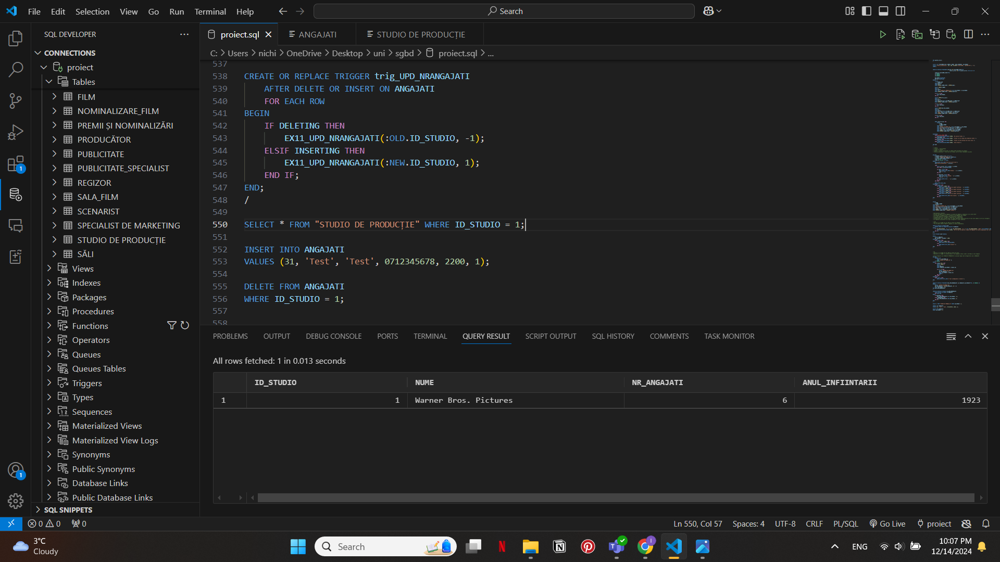 File Edit Selection View Go Run Terminal Help
Search
SQL DEVELOPER
proiect.sql
ANGAJATI
STUDIO DE PRODUCȚIE
C: > Users > nichi > OneDrive > Desktop > uni > sgbd > proiect.sql > ...
CONNECTIONS
proiect
Tables
FILM
NOMINALIZARE_FILM
PREMII ȘI NOMINALIZĂRI
PRODUCĂTOR
PUBLICITATE
PUBLICITATE_SPECIALIST
REGIZOR
SALA_FILM
SCENARIST
SPECIALIST DE MARKETING
STUDIO DE PRODUCȚIE
SĂLI
Views
Indexes
Packages
Procedures
Functions
Operators
Queues
Queues Tables
Triggers
Types
Sequences
Materialized Views
Materialized View Logs
Synonyms
Public Synonyms
Database Links
Public Database Links
SQL SNIPPETS
1
1
537
538 CREATE OR REPLACE TRIGGER trig_UPD_NRANGAJATI
539 AFTER DELETE OR INSERT ON ANGAJATI
540 FOR EACH ROW
541 BEGIN
542 IF DELETING THEN
543 EX11_UPD_NRANGAJATI(:OLD.ID_STUDIO, -1);
544 ELSIF INSERTING THEN
545 EX11_UPD_NRANGAJATI(:NEW.ID_STUDIO, 1);
546 END IF;
547 END;
548 /
549
550 SELECT * FROM "STUDIO DE PRODUCȚIE" WHERE ID_STUDIO = 1;
551
552 INSERT INTO ANGAJATI
553 VALUES (31, 'Test', 'Test', 0712345678, 2200, 1);
554
555 DELETE FROM ANGAJATI
556 WHERE ID_STUDIO = 1;
557
558
PROBLEMS OUTPUT DEBUG CONSOLE PORTS TERMINAL QUERY RESULT SCRIPT OUTPUT SQL HISTORY COMMENTS TASK MONITOR
All rows fetched: 1 in 0.013 seconds
ID_STUDIO NUME NR_ANGAJATI ANUL_INFIINTARII
1 1 Warner Bros. Pictures 6 1923
0 0 0
Ln 550, Col 57 Spaces: 4 UTF-8 CRLF PL/SQL Go Live proiect
3°C
Cloudy
Search
ENG
10:07 PM
12/14/2024